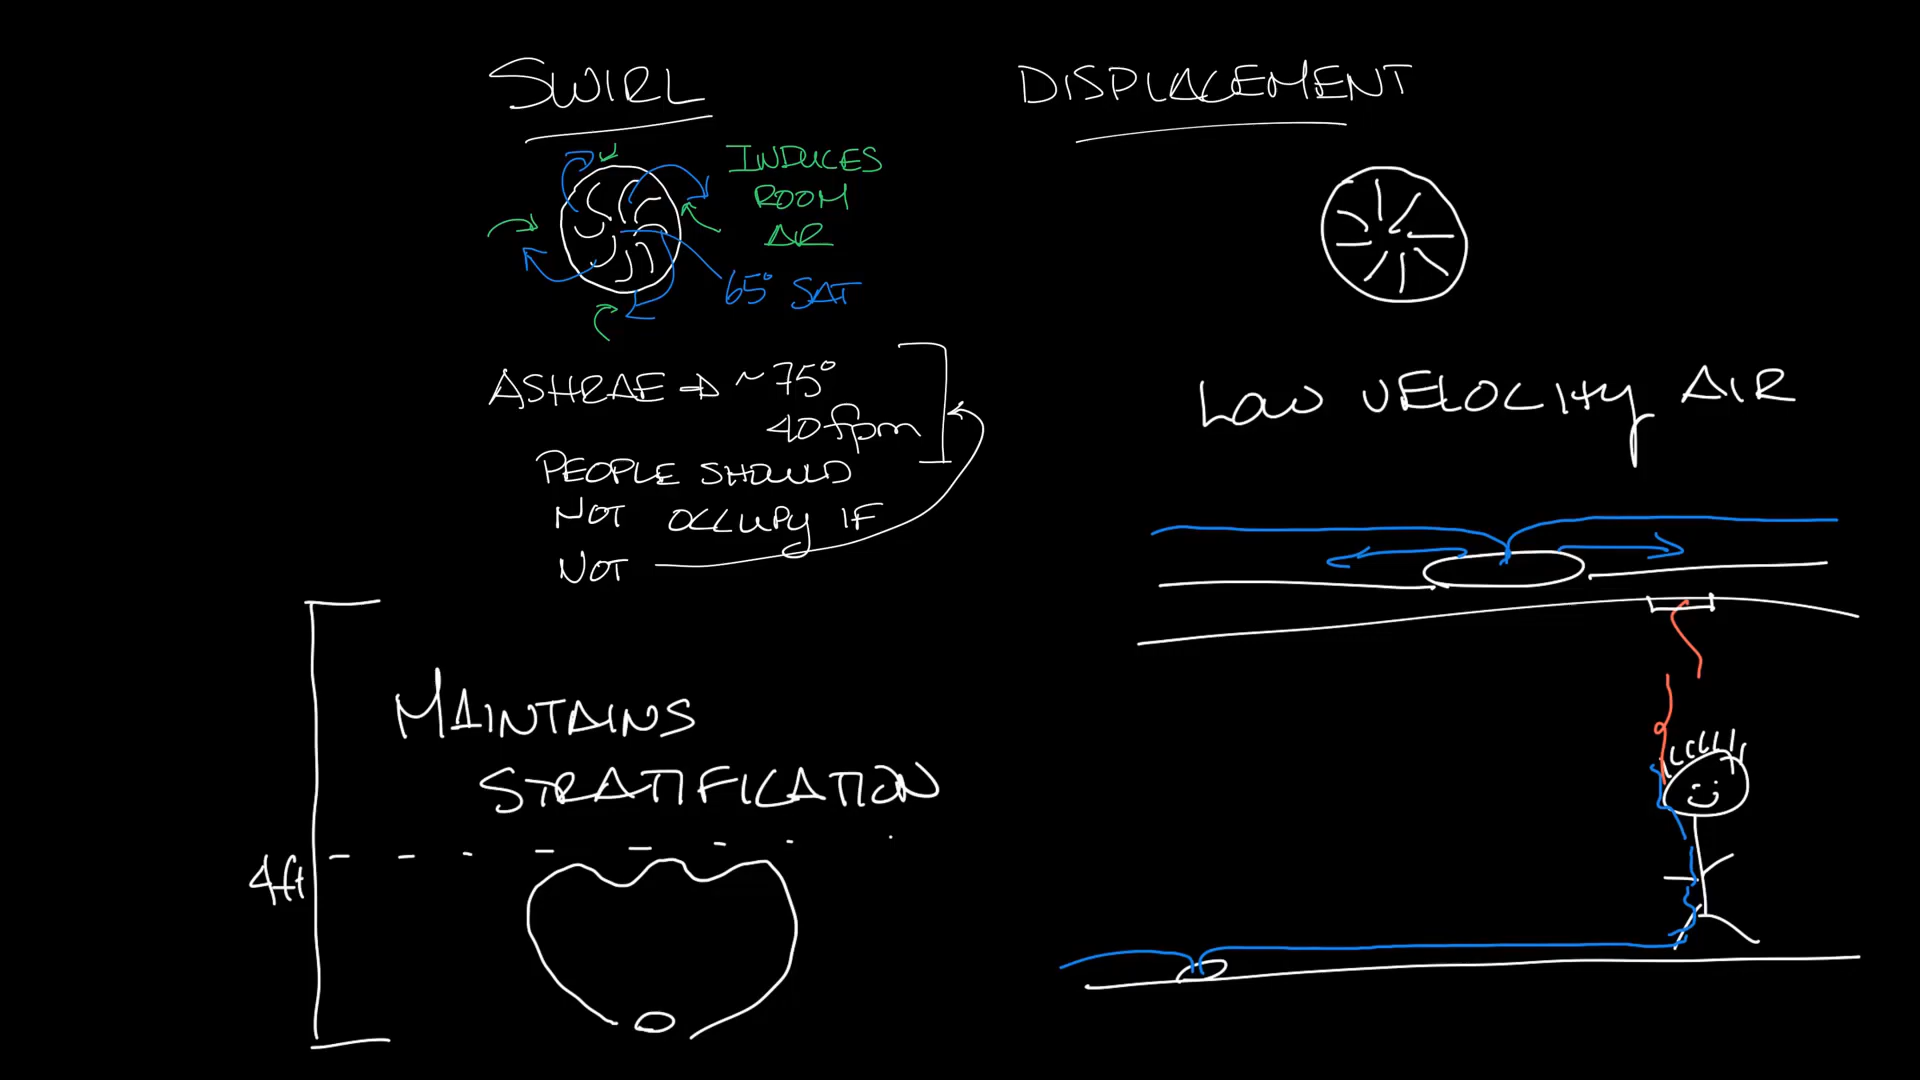 SWIRL
INDUCES
ROOM
AIR
65° SAT
ASHRAE → ~75°
40 fpm
PEOPLE SHOULD
NOT OCCUPY IF
NOT
MAINTAINS
STRATIFICATION
4ft
DISPLACEMENT
LOW VELOCITY AIR